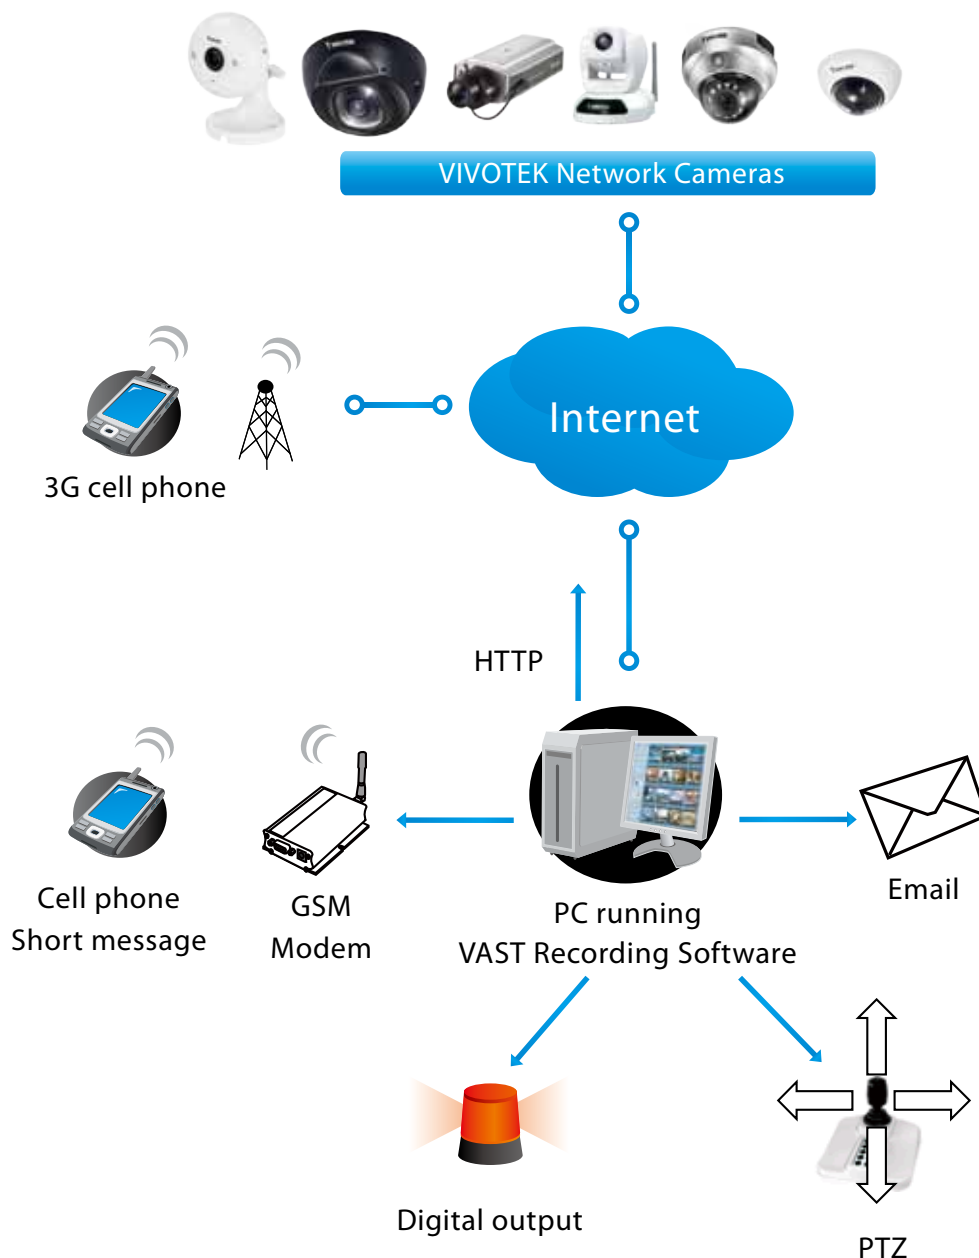 VIVOTEK Network Cameras
Internet
3G cell phone
HTTP
Cell phone
Short message
GSM
Modem
PC running
VAST Recording Software
Email
Digital output
PTZ